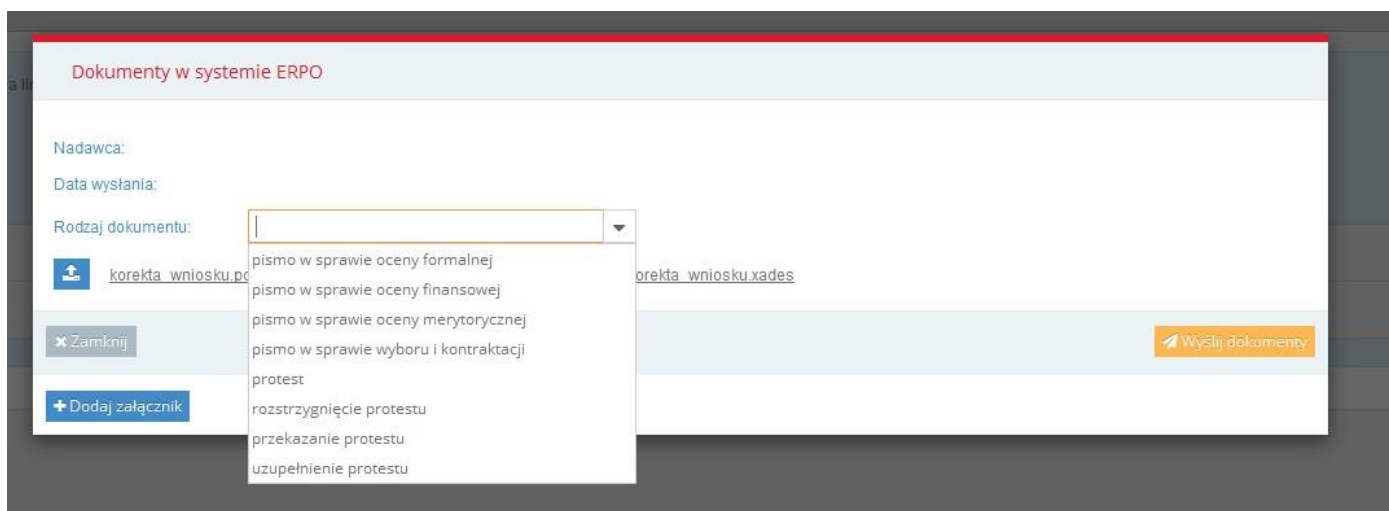 Dokumenty w systemie ERPO
a li
Nadawca:
Data wysłania:
Rodzaj dokumentu:
pismo w sprawie oceny formalnej
korekta_wniosku.po orekta_wniosku.xades
pismo w sprawie oceny finansowej
pismo w sprawie oceny merytorycznej
Zamknij Wyślij dokumenty
pismo w sprawie wyboru i kontraktacji
protest
Dodaj załącznik
rozstrzygnięcie protestu
przekazanie protestu
uzupełnienie protestu